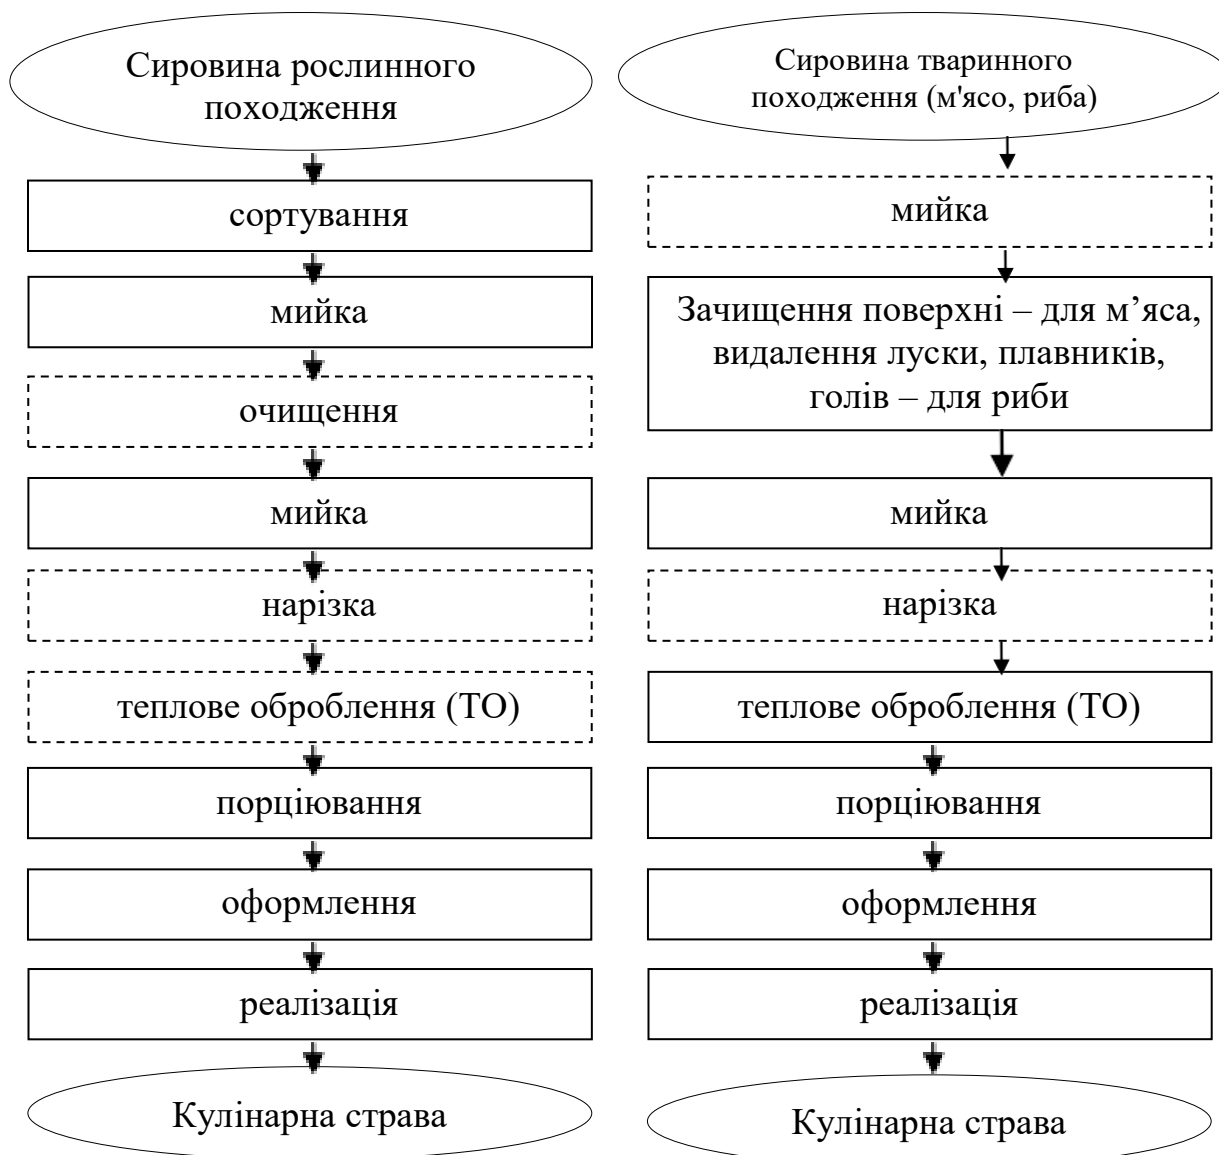 Сировина рослинного
походження
сортування
мийка
очищення
мийка
нарізка
теплове оброблення (ТО)
порціювання
оформлення
реалізація
Кулінарна страва
Сировина тваринного
походження (м'ясо, риба)
мийка
Зачищення поверхні – для м’яса,
видалення луски, плавників,
голів – для риби
мийка
нарізка
теплове оброблення (ТО)
порціювання
оформлення
реалізація
Кулінарна страва